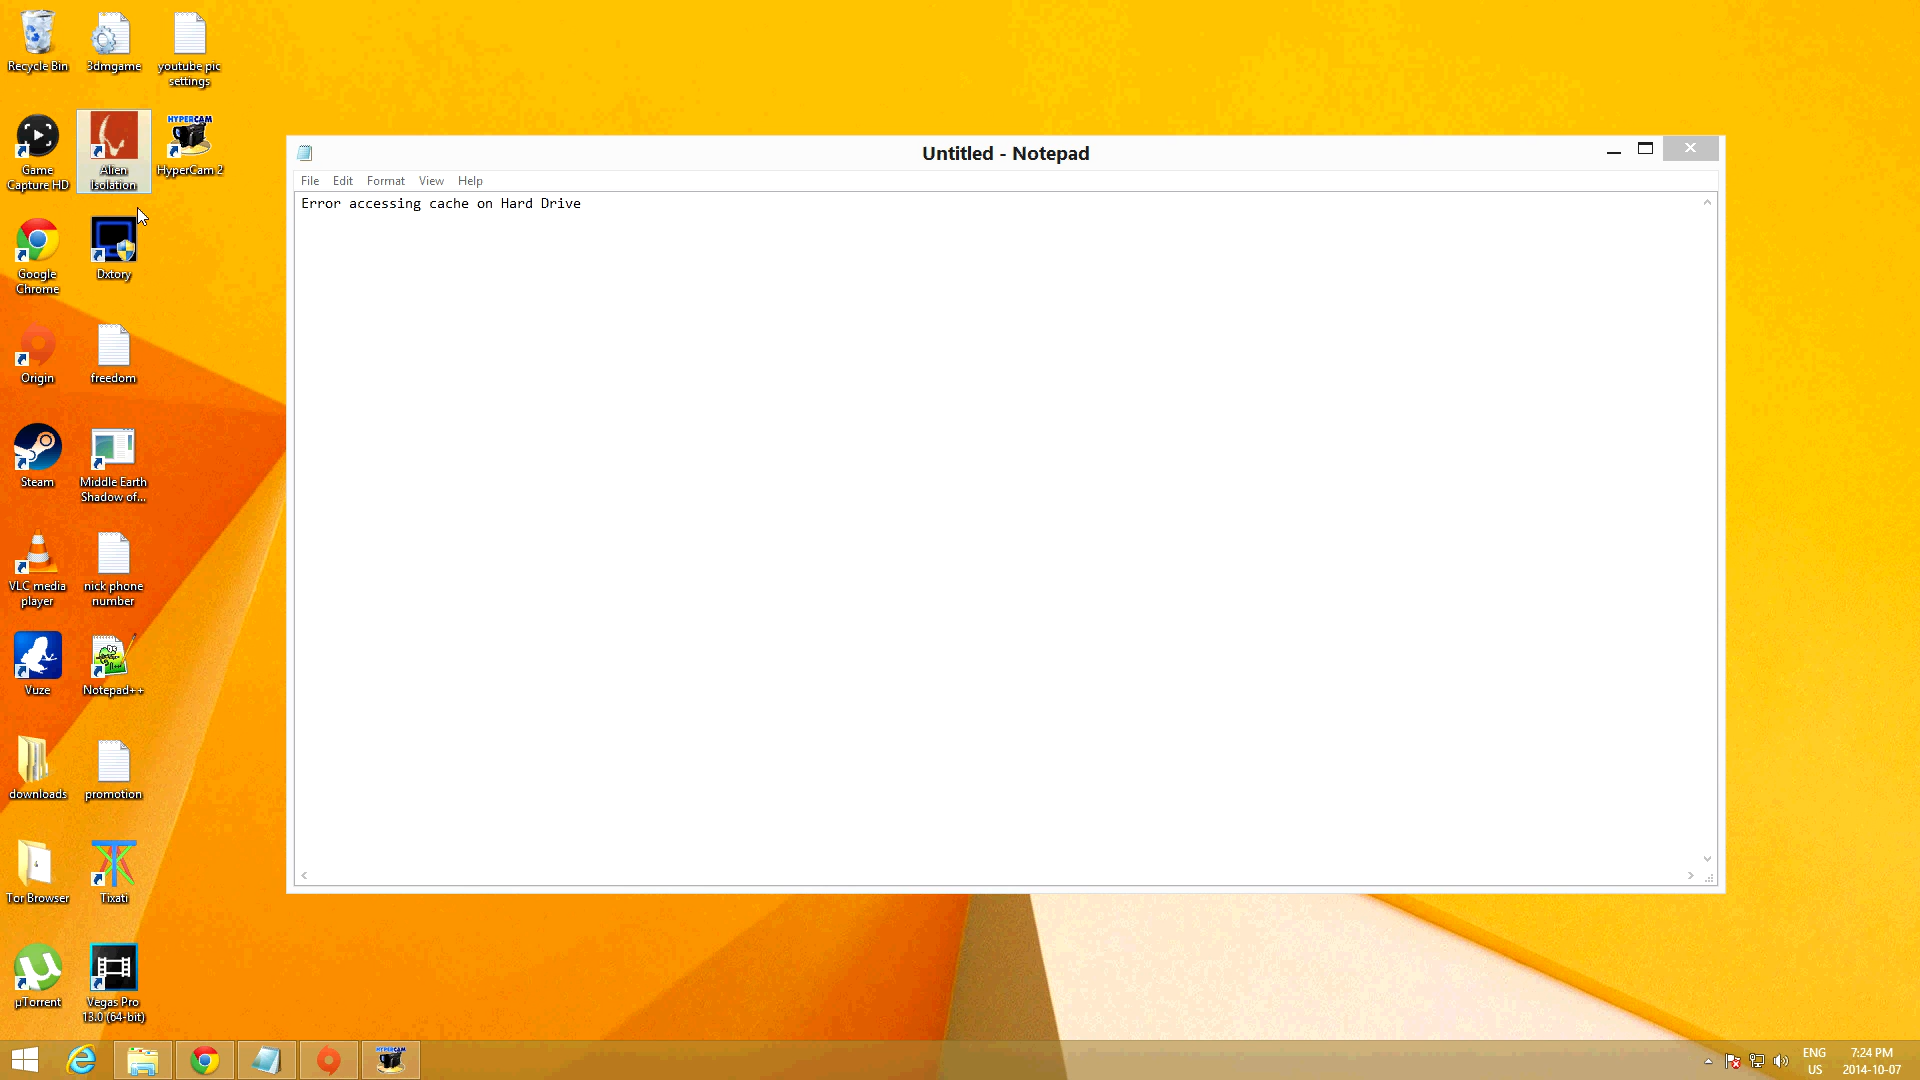 Recycle Bin
3dmgame
youtube pic
settings
Game
Capture HD
Alien
Isolation
HYPERCAM
HyperCam 2
Google
Chrome
Dxtory
Origin
freedom
Steam
Middle Earth
Shadow of...
VLC media
player
nick phone
number
Vuze
Notepad++
downloads
promotion
Tor Browser
Tixati
µTorrent
Vegas Pro
13.0 (64-bit)
Untitled - Notepad
File Edit Format View Help
Error accessing cache on Hard Drive
HYPERCAM
ENG
US
7:24 PM
2014-10-07